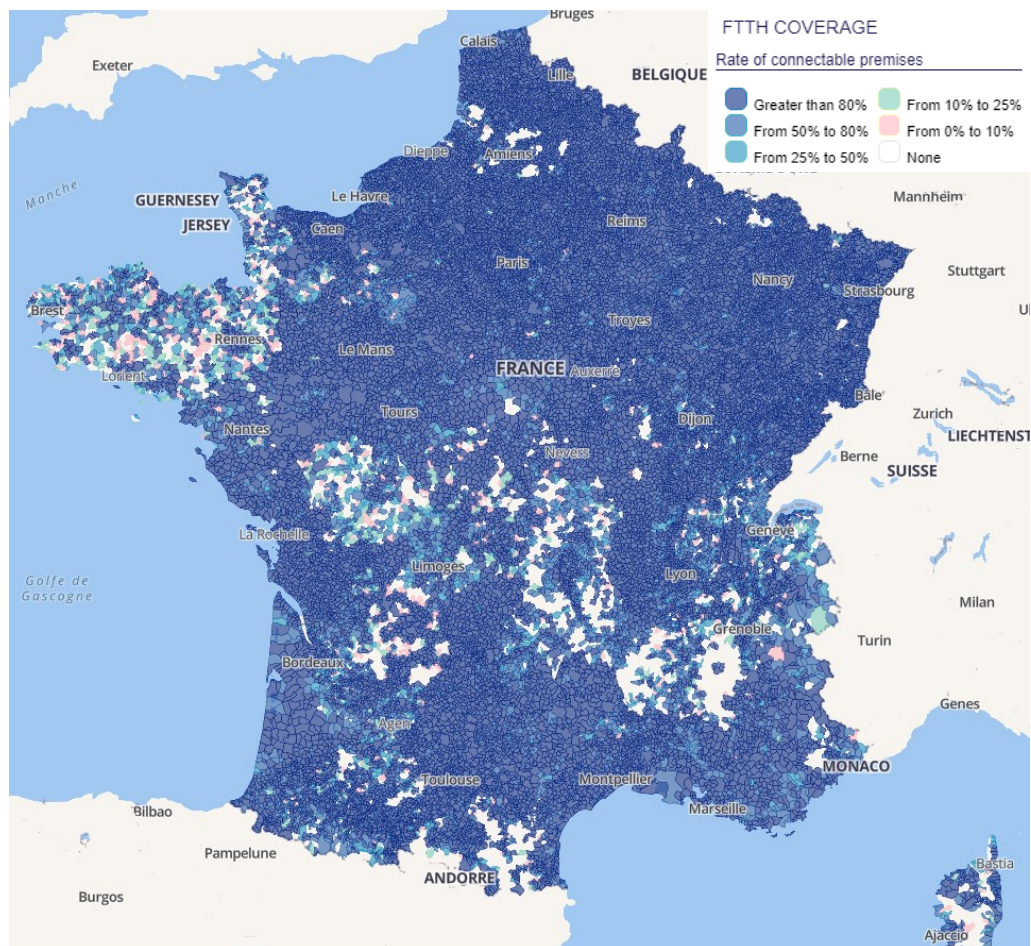 FTTH COVERAGE
Rate of connectable premises
Greater than 80%
From 10% to 25%
From 50% to 80%
From 0% to 10%
From 25% to 50%
None
Bruges
Calais
Exeter
Lille
BELGIQUE
Dieppe
Amiens
Manche
GUERNESEY
Le Havre
Mannheim
JERSEY
Caen
Reims
Paris
Nancy
Stuttgart
Strasbourg
Brest
Rennes
Troyes
Le Mans
FRANCE
Auxerre
Lorient
Bâle
Tours
Dijon
Zurich
Nantes
LIECHTENST
Nevers
Berne
SUISSE
La Rochelle
Genève
Limoges
Lyon
Golfe de
Gascogne
Milan
Grenoble
Turin
Bordeaux
Genes
Agen
MONACO
Toulouse
Montpellier
Marseille
Bilbao
Pampelune
Bastia
ANDORRE
Burgos
Ajaccio